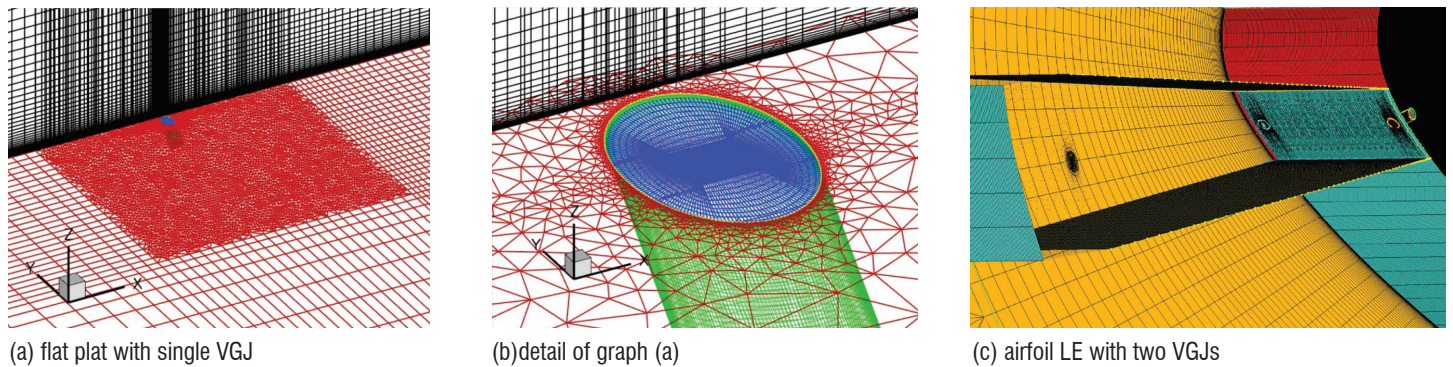 Z
Y
X
Z
Y
X
(a) flat plat with single VGJ
(b)detail of graph (a)
(c) airfoil LE with two VGJs